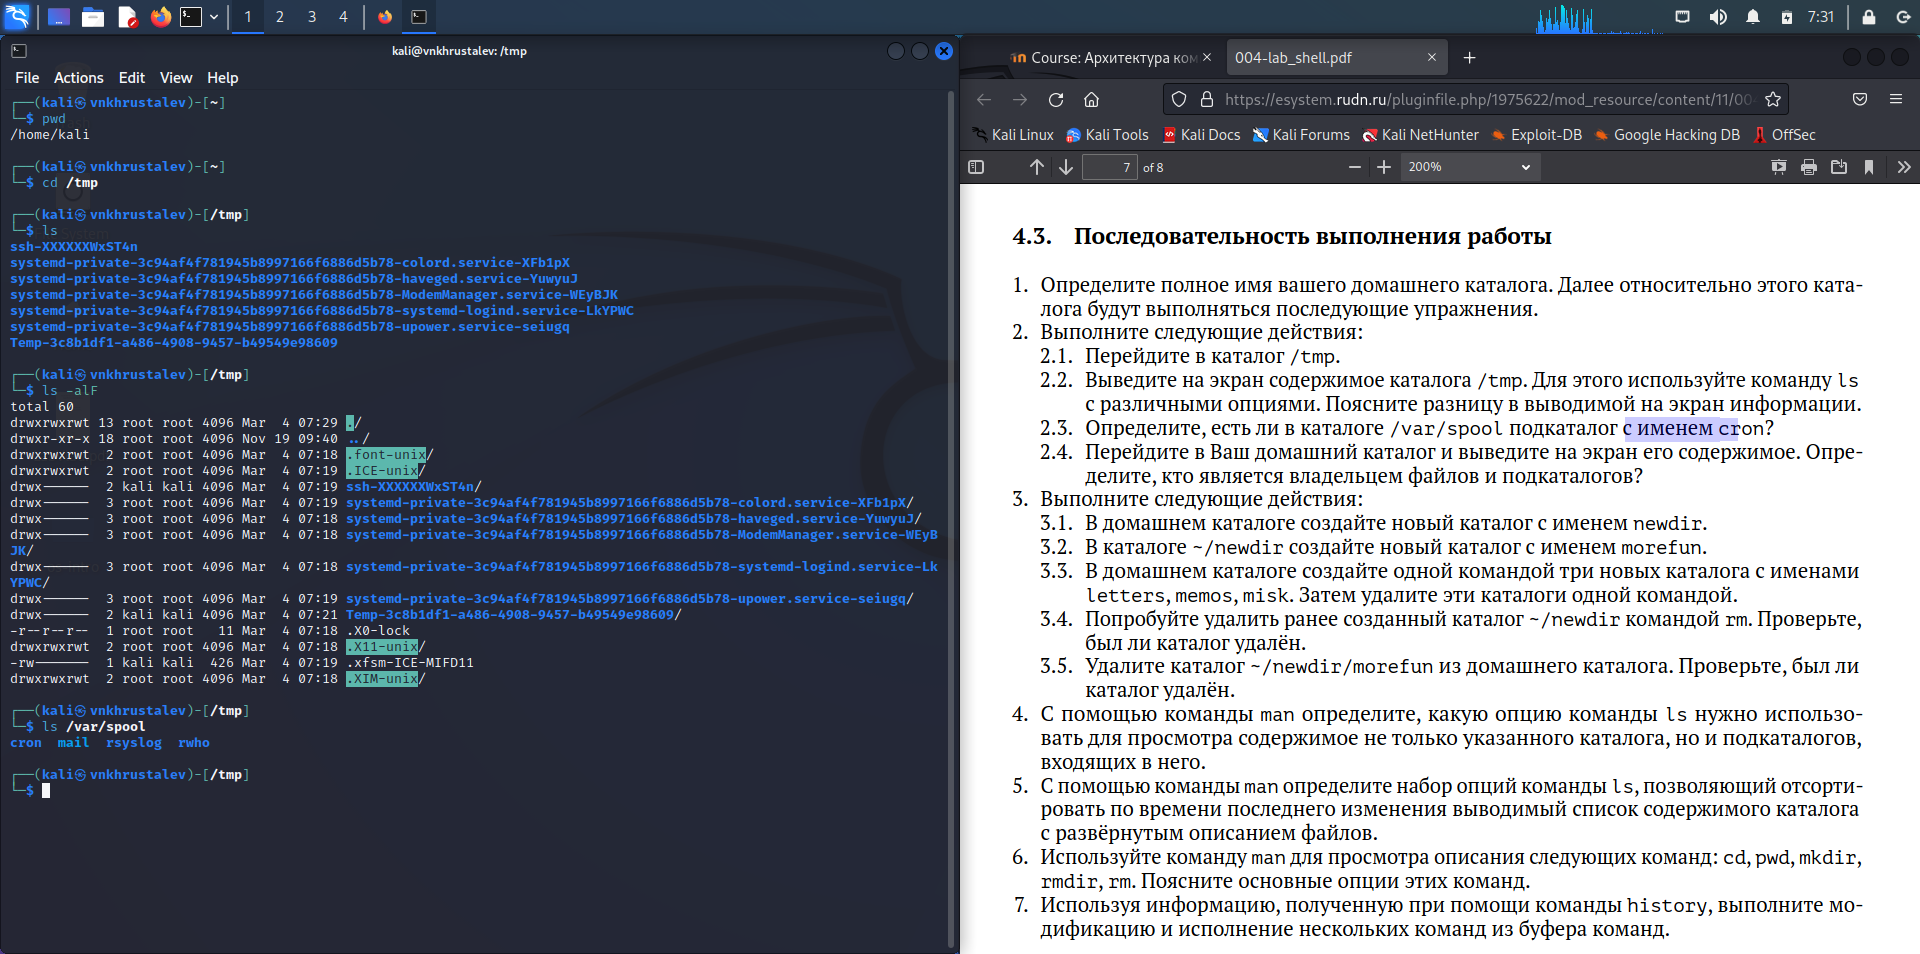 1
2
3
4
7:31
kali@vnkhrustalev: /tmp
File Actions Edit View Help
┌──(kali㉿vnkhrustalev)-[~]
└─$ pwd
/home/kali
┌──(kali㉿vnkhrustalev)-[~]
└─$ cd /tmp
┌──(kali㉿vnkhrustalev)-[/tmp]
└─$ ls
ssh-XXXXXXWxST4n
systemd-private-3c94af4f781945b8997166f6886d5b78-colord.service-XFb1pX
systemd-private-3c94af4f781945b8997166f6886d5b78-haveged.service-YuwyuJ
systemd-private-3c94af4f781945b8997166f6886d5b78-ModemManager.service-WEyBJK
systemd-private-3c94af4f781945b8997166f6886d5b78-systemd-logind.service-LkYPWC
systemd-private-3c94af4f781945b8997166f6886d5b78-upower.service-seiugq
Temp-3c8b1df1-a486-4908-9457-b49549e98609
┌──(kali㉿vnkhrustalev)-[/tmp]
└─$ ls -alF
total 60
drwxrwxrwt 13 root root 4096 Mar  4 07:29 ./
drwxr-xr-x 18 root root 4096 Nov 19 09:40 ../
drwxrwxrwt  2 root root 4096 Mar  4 07:18 .font-unix/
drwxrwxrwt  2 root root 4096 Mar  4 07:19 .ICE-unix/
drwx------  2 kali kali 4096 Mar  4 07:19 ssh-XXXXXXWxST4n/
drwx------  3 root root 4096 Mar  4 07:19 systemd-private-3c94af4f781945b8997166f6886d5b78-colord.service-XFb1pX/
drwx------  3 root root 4096 Mar  4 07:18 systemd-private-3c94af4f781945b8997166f6886d5b78-haveged.service-YuwyuJ/
drwx------  3 root root 4096 Mar  4 07:18 systemd-private-3c94af4f781945b8997166f6886d5b78-ModemManager.service-WEyB
JK/
drwx------  3 root root 4096 Mar  4 07:18 systemd-private-3c94af4f781945b8997166f6886d5b78-systemd-logind.service-Lk
YPWC/
drwx------  3 root root 4096 Mar  4 07:19 systemd-private-3c94af4f781945b8997166f6886d5b78-upower.service-seiugq/
drwx------  2 kali kali 4096 Mar  4 07:21 Temp-3c8b1df1-a486-4908-9457-b49549e98609/
-r--r--r--  1 root root   11 Mar  4 07:18 .X0-lock
drwxrwxrwt  2 root root 4096 Mar  4 07:18 .X11-unix/
-rw-------  1 kali kali  426 Mar  4 07:19 .xfsm-ICE-MIFD11
drwxrwxrwt  2 root root 4096 Mar  4 07:18 .XIM-unix/
┌──(kali㉿vnkhrustalev)-[/tmp]
└─$ ls /var/spool
cron  mail  rsyslog  rwho
┌──(kali㉿vnkhrustalev)-[/tmp]
└─$
Course: Архитектура ком
004-lab_shell.pdf
https://esystem.rudn.ru/pluginfile.php/1975622/mod_resource/content/11/00
Kali Linux Kali Tools Kali Docs Kali Forums Kali NetHunter Exploit-DB Google Hacking DB OffSec
7 of 8
200%
4.3. Последовательность выполнения работы
1. Определите полное имя вашего домашнего каталога. Далее относительно этого ката-
лога будут выполняться последующие упражнения.
2. Выполните следующие действия:
2.1. Перейдите в каталог /tmp.
2.2. Выведите на экран содержимое каталога /tmp. Для этого используйте команду ls
с различными опциями. Поясните разницу в выводимой на экран информации.
2.3. Определите, есть ли в каталоге /var/spool подкаталог с именем cron?
2.4. Перейдите в Ваш домашний каталог и выведите на экран его содержимое. Опре-
делите, кто является владельцем файлов и подкаталогов?
3. Выполните следующие действия:
3.1. В домашнем каталоге создайте новый каталог с именем newdir.
3.2. В каталоге ~/newdir создайте новый каталог с именем morefun.
3.3. В домашнем каталоге создайте одной командой три новых каталога с именами
letters, memos, misk. Затем удалите эти каталоги одной командой.
3.4. Попробуйте удалить ранее созданный каталог ~/newdir командой rm. Проверьте,
был ли каталог удалён.
3.5. Удалите каталог ~/newdir/morefun из домашнего каталога. Проверьте, был ли
каталог удалён.
4. С помощью команды man определите, какую опцию команды ls нужно использо-
вать для просмотра содержимое не только указанного каталога, но и подкаталогов,
входящих в него.
5. С помощью команды man определите набор опций команды ls, позволяющий отсорти-
ровать по времени последнего изменения выводимый список содержимого каталога
с развёрнутым описанием файлов.
6. Используйте команду man для просмотра описания следующих команд: cd, pwd, mkdir,
rmdir, rm. Поясните основные опции этих команд.
7. Используя информацию, полученную при помощи команды history, выполните мо-
дификацию и исполнение нескольких команд из буфера команд.